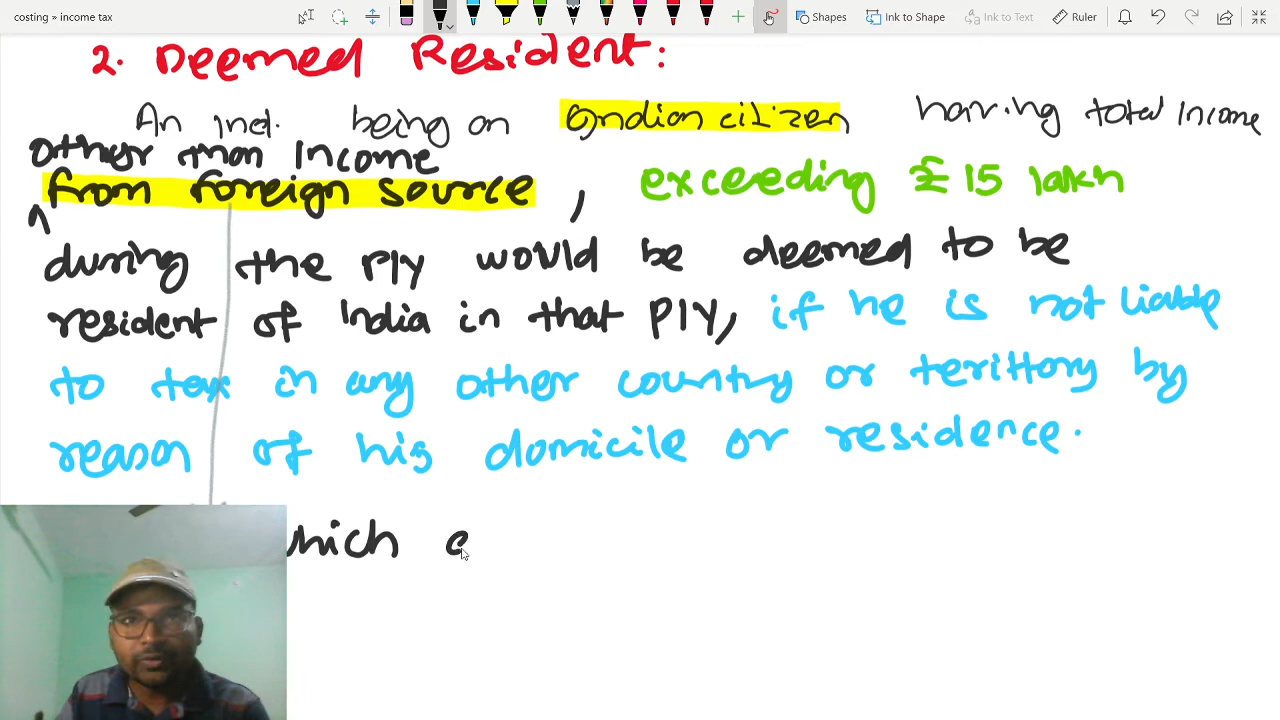 costing » income tax
Shapes Ink to Shape Ink to Text Ruler
2. Deemed Resident:
An ind. being an Indian citizen having total income
other than income
from foreign source, exceeding ₹ 15 lakh
during the P/Y would be deemed to be
resident of India in that P/Y, if he is not liable
to tax in any other country or terittory by
reason of his domicile or residence.
hich